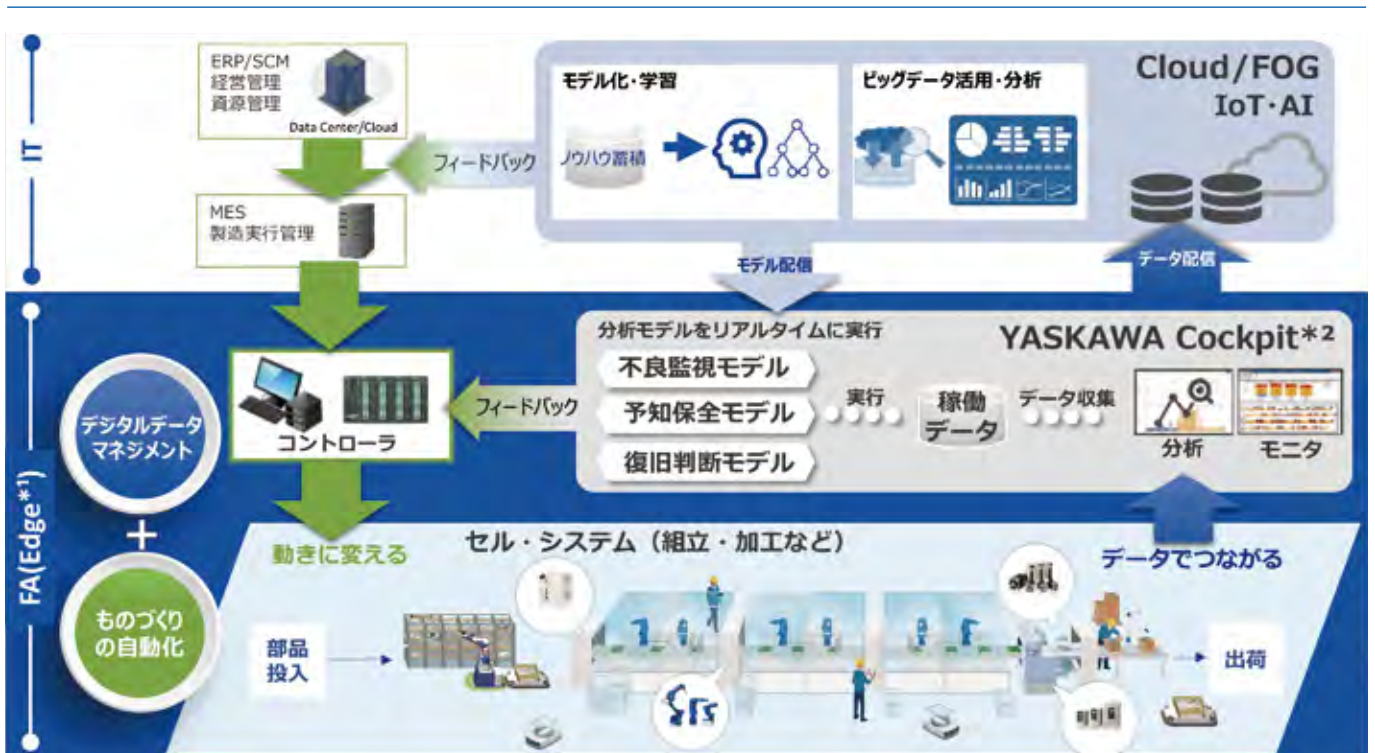 IT
ERP/SCM
経営管理
資源管理
Data Center/Cloud
フィードバック
モデル化・学習
ノウハウ蓄積
ビッグデータ活用・分析
Cloud/FOG
IoT・AI
MES
製造実行管理
モデル配信
データ配信
FA(Edge*1)
デジタルデータ
マネジメント
+
ものづくり
の自動化
コントローラ
フィードバック
分析モデルをリアルタイムに実行
YASKAWA Cockpit*2
不良監視モデル
予知保全モデル
復旧判断モデル
実行
稼働
データ
データ収集
分析
モニタ
動きに変える
セル・システム（組立・加工など）
データでつながる
部品
投入
出荷